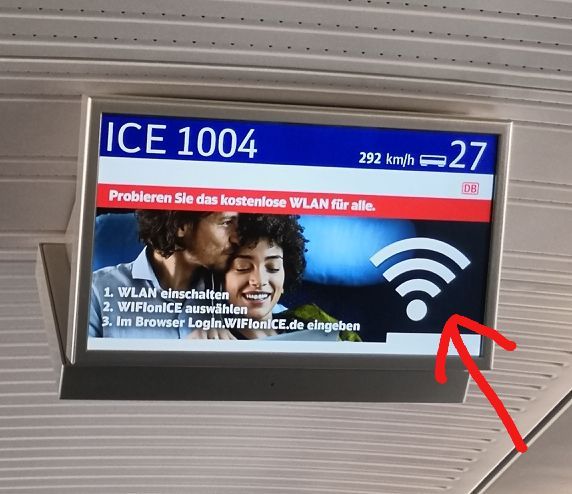 ICE 1004
292 km/h 27
DB
Probieren Sie das kostenlose WLAN für alle.
1. WLAN einschalten
2. WIFIonICE auswählen
3. Im Browser LogIn.WIFIonICE.de eingeben